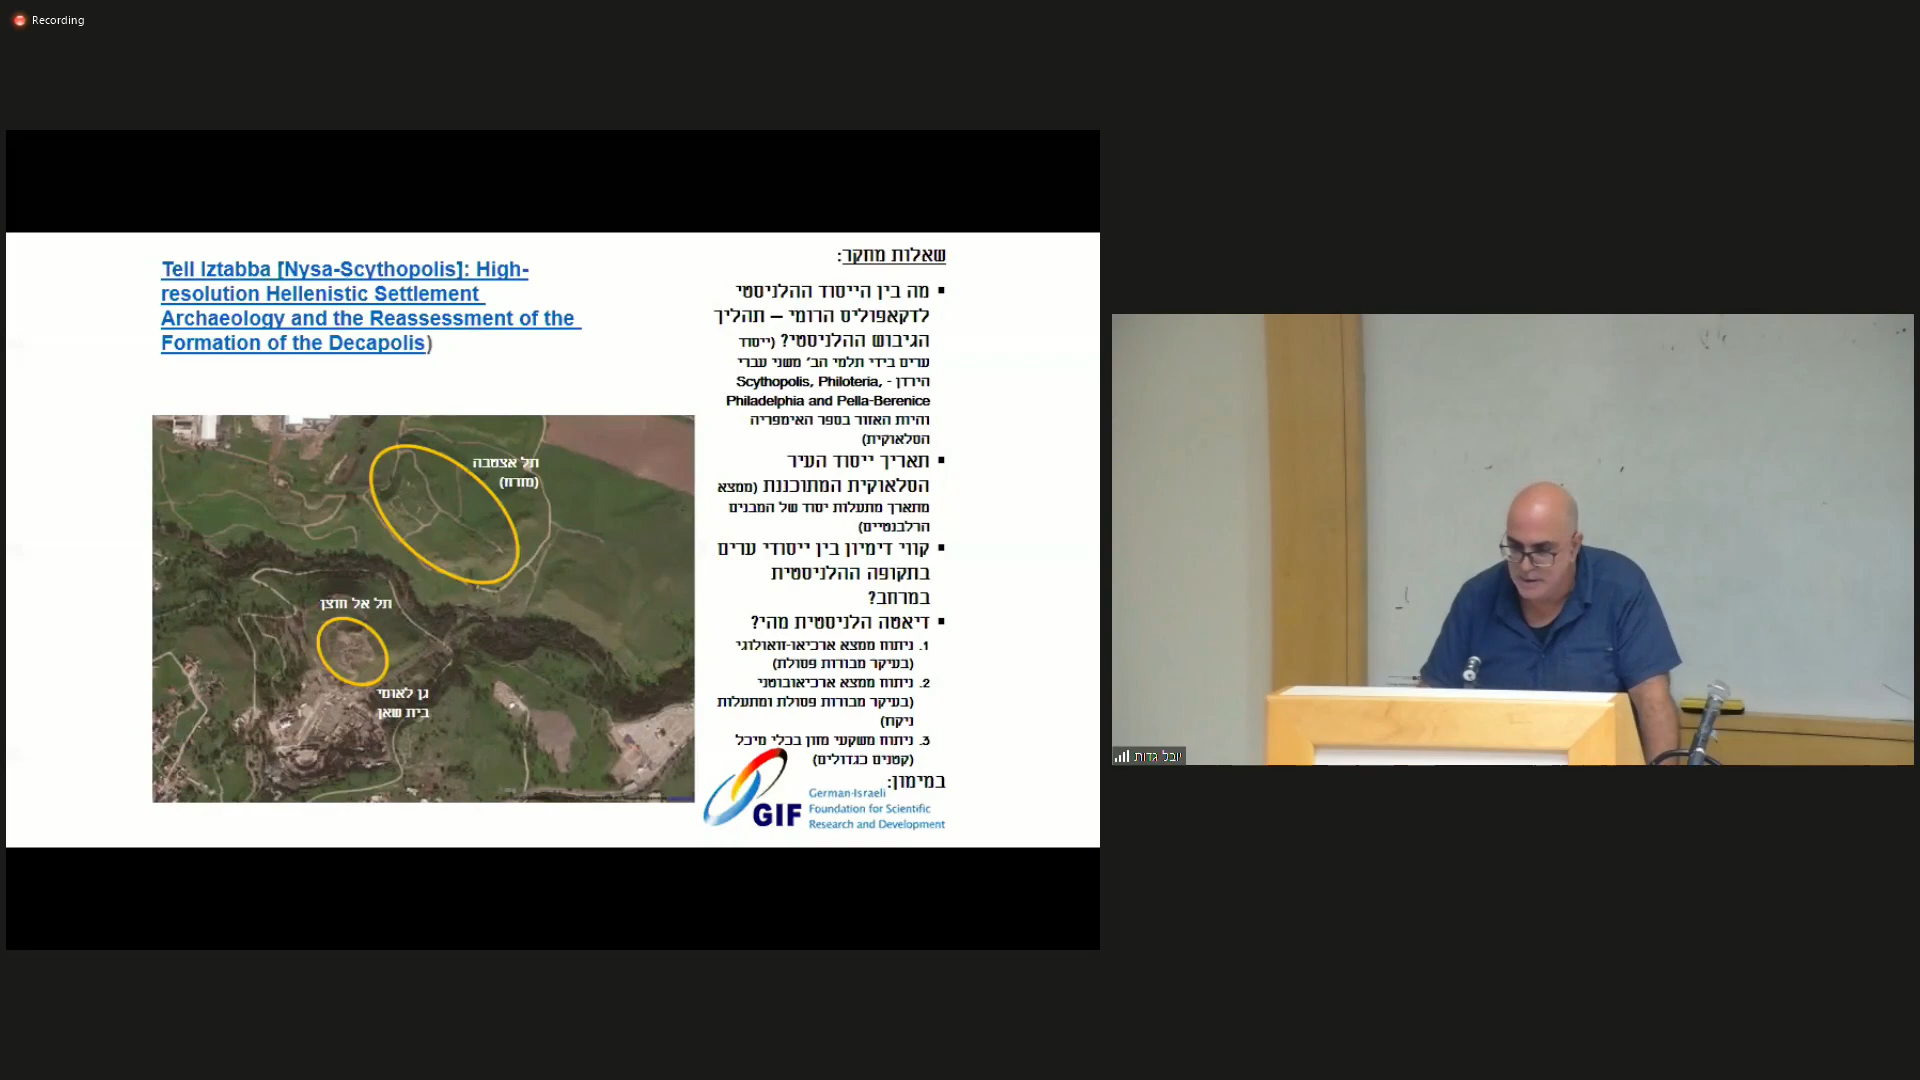 Recording
Tell Iztabba [Nysa-Scythopolis]: High-
resolution Hellenistic Settlement
Archaeology and the Reassessment of the
Formation of the Decapolis)
תל אצטבה
(מזרח)
תל אל חוצן
גן לאומי
בית שאן
שאלות מחקר:
▪ מה בין הייסוד ההלניסטי
לדקאפוליס הרומי – תהליך
הגיבוש ההלניסטי? (ייסוד
ערים בידי תלמי הב' משני עברי
הירדן - Scythopolis, Philoteria,
Philadelphia and Pella-Berenice
והיות האזור בספר האימפריה
הסלאוקית)
▪ תאריך ייסוד העיר
הסלאוקית המתוכננת (ממצא
מתארך מתעלות יסוד של המבנים
הרלבנטיים)
▪ קווי דימיון בין ייסודי ערים
בתקופה ההלניסטית
במרחב?
▪ דיאטה הלניסטית מהי?
1. ניתוח ממצא ארכיאו-זואולוגי
(בעיקר מבורות פסולת)
2. ניתוח ממצא ארכיאובוטני
(בעיקר מבורות פסולת ומתעלות
ניקוז)
3. ניתוח משקעי מזון בכלי מיכל
(קטנים כגדולים)
במימון:
GIF
German-Israeli
Foundation for Scientific
Research and Development
יובל גדות